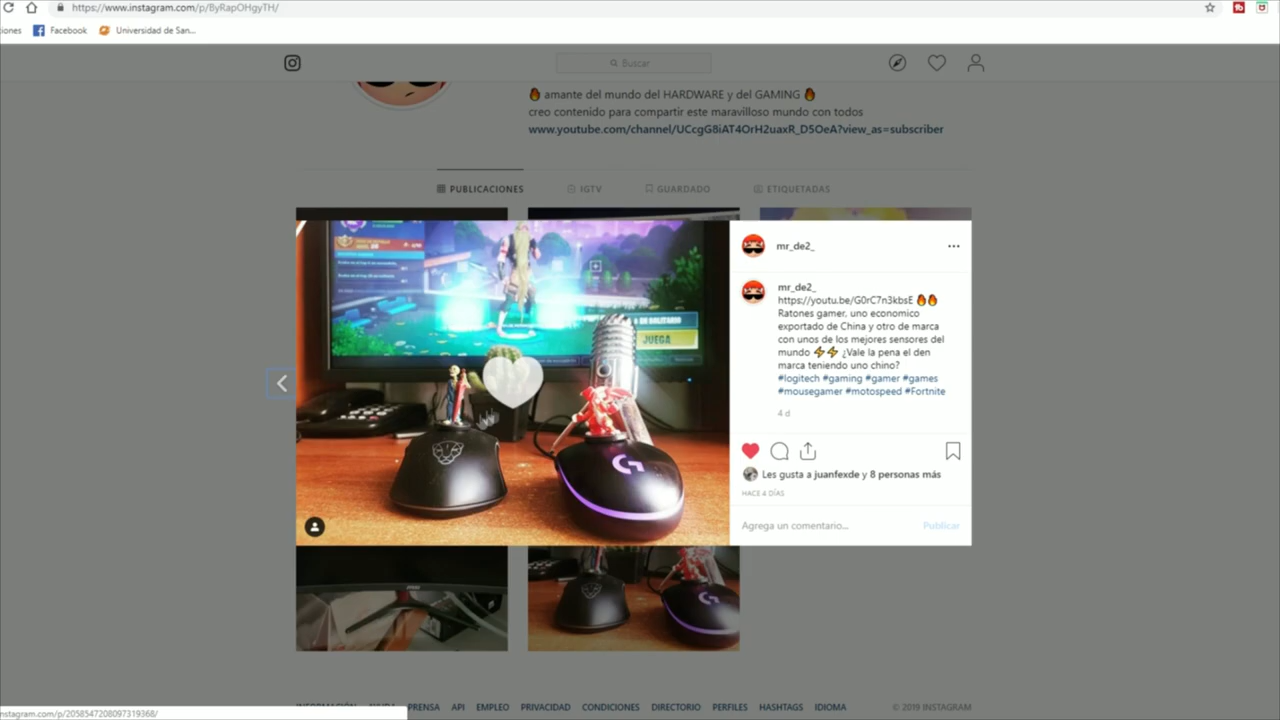 https://www.instagram.com/p/ByRapOHgyTH/
iones Facebook Universidad de San...
Buscar
🔥 amante del mundo del HARDWARE y del GAMING 🔥
creo contenido para compartir este maravilloso mundo con todos
www.youtube.com/channel/UCcgG8iAT4OrH2uaxR_D5OeA?view_as=subscriber
PUBLICACIONES IGTV GUARDADO ETIQUETADAS
JUEGA
mr_de2_
mr_de2_
https://youtu.be/G0rC7n3kbsE 🔥🔥
Ratones gamer, uno economico
exportado de China y otro de marca
con unos de los mejores sensores del
mundo ⚡⚡ ¿Vale la pena el den
marca teniendo uno chino?
#logitech #gaming #gamer #games
#mousegamer #motospeed #Fortnite
4 d
Les gusta a juanfexde y 8 personas más
HACE 4 DÍAS
Agrega un comentario... Publicar
INFORMACIÓN AYUDA PRENSA API EMPLEO PRIVACIDAD CONDICIONES DIRECTORIO PERFILES HASHTAGS IDIOMA © 2019 INSTAGRAM
nstagram.com/p/2058547208097319368/